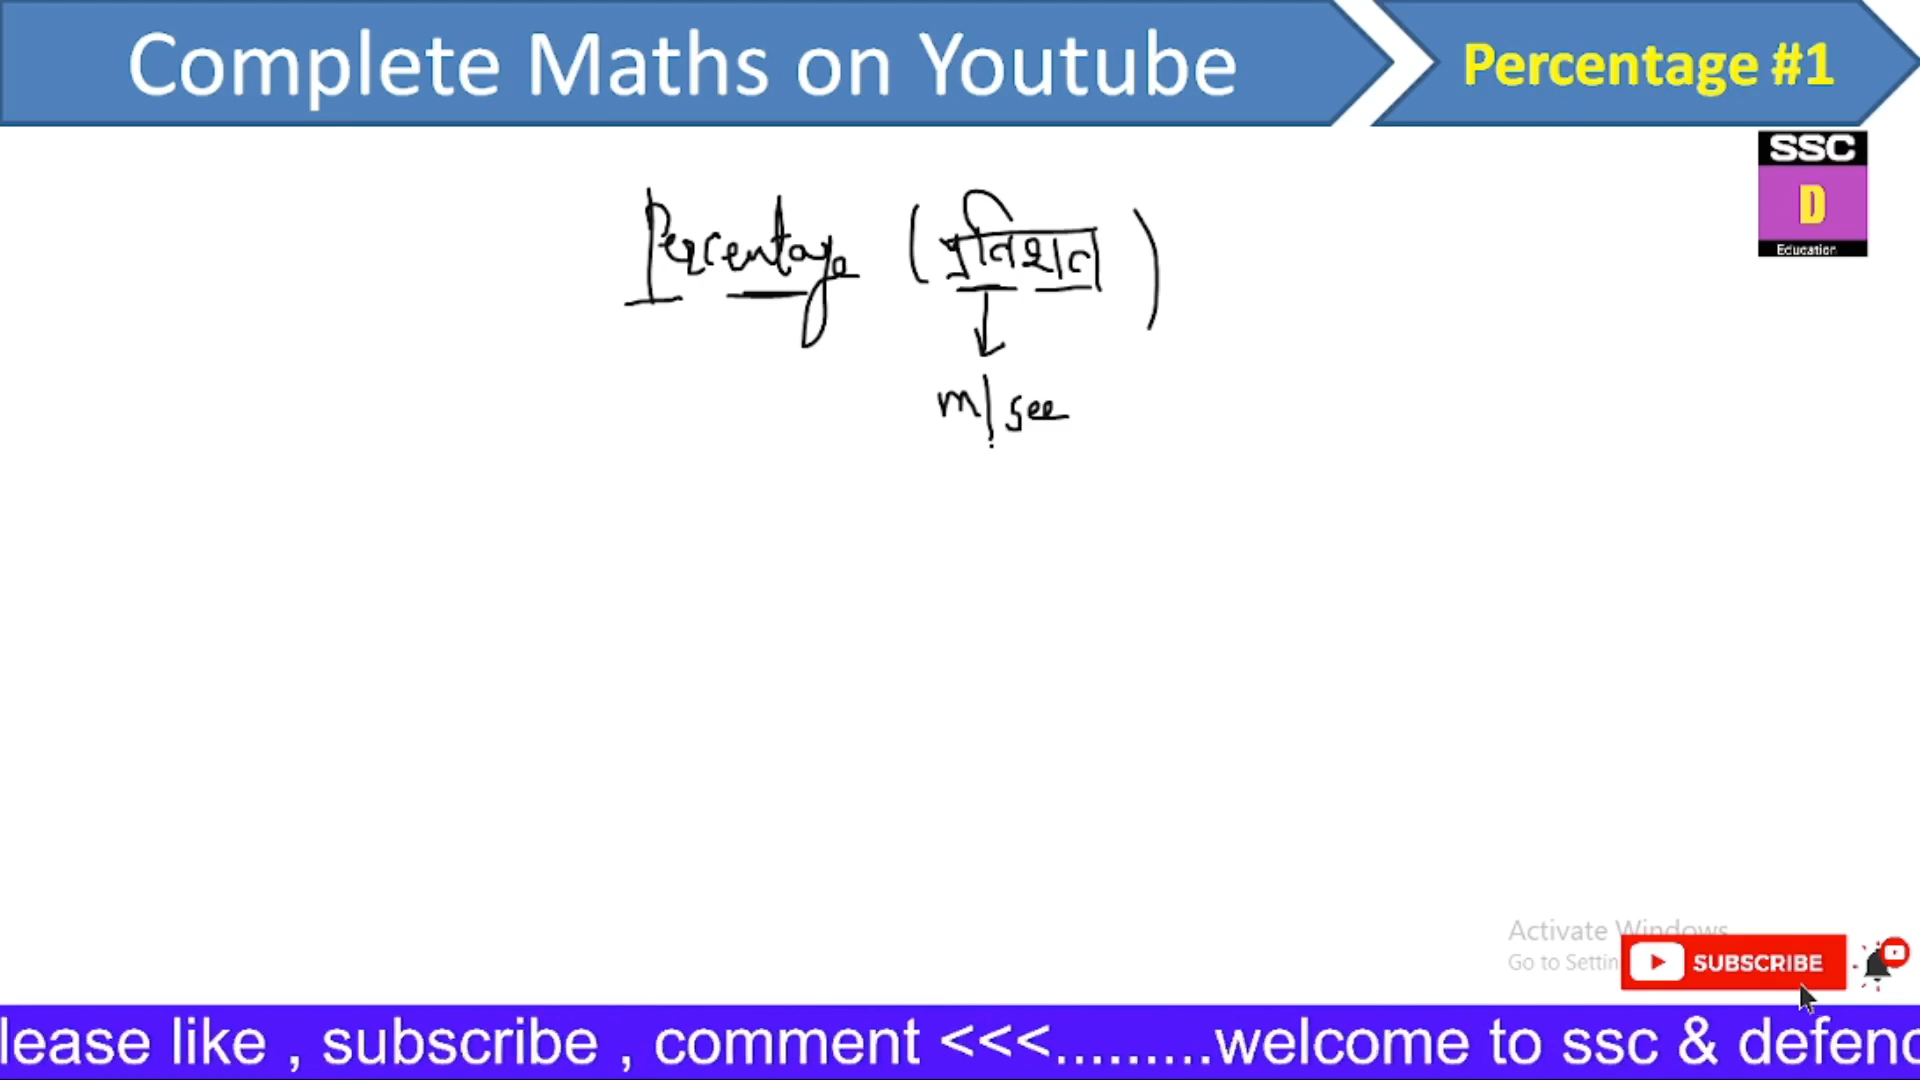 Complete Maths on Youtube
Percentage #1
SSC
D
Education
Percentage (प्रतिशत)
m/sec
Activate Windows
Go to Settin
SUBSCRIBE
lease like , subscribe , comment <<<.........welcome to ssc & defenc